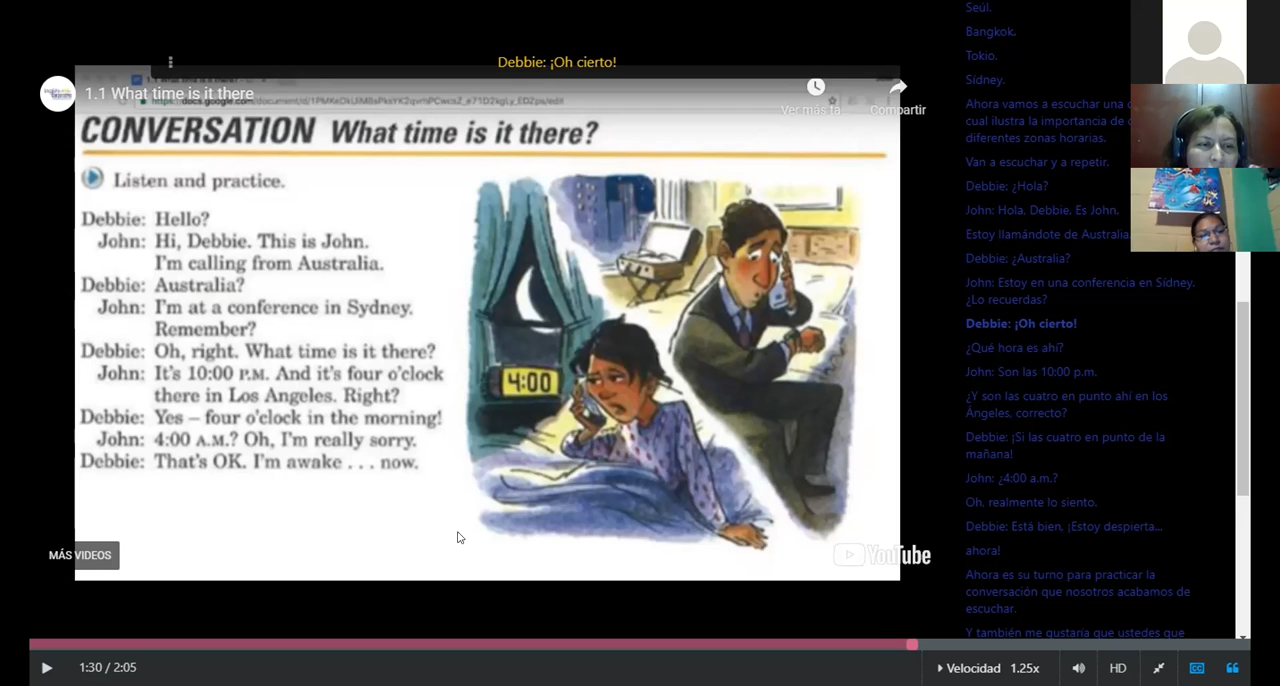 Debbie: ¡Oh cierto!
1.1 What time is it there
Ver más ta...
Compartir
CONVERSATION What time is it there?
Listen and practice.
Debbie: Hello?
John: Hi, Debbie. This is John.
I'm calling from Australia.
Debbie: Australia?
John: I'm at a conference in Sydney.
Remember?
Debbie: Oh, right. What time is it there?
John: It's 10:00 P.M. And it's four o'clock
there in Los Angeles. Right?
Debbie: Yes – four o'clock in the morning!
John: 4:00 A.M.? Oh, I'm really sorry.
Debbie: That's OK. I'm awake . . . now.
4:00
MÁS VIDEOS
YouTube
1:30 / 2:05
Velocidad 1.25x
HD
CC
Seúl.
Bangkok.
Tokio.
Sídney.
Ahora vamos a escuchar una
cual ilustra la importancia de
diferentes zonas horarias.
Van a escuchar y a repetir.
Debbie: ¿Hola?
John: Hola, Debbie. Es John.
Estoy llamándote de Australia.
Debbie: ¿Australia?
John: Estoy en una conferencia en Sídney.
¿Lo recuerdas?
Debbie: ¡Oh cierto!
¿Qué hora es ahí?
John: Son las 10:00 p.m.
¿Y son las cuatro en punto ahí en los
Ángeles, correcto?
Debbie: ¡Si las cuatro en punto de la
mañana!
John: ¿4:00 a.m.?
Oh, realmente lo siento.
Debbie: Está bien, ¡Estoy despierta...
ahora!
Ahora es su turno para practicar la
conversación que nosotros acabamos de
escuchar.
Y también me gustaría que ustedes que